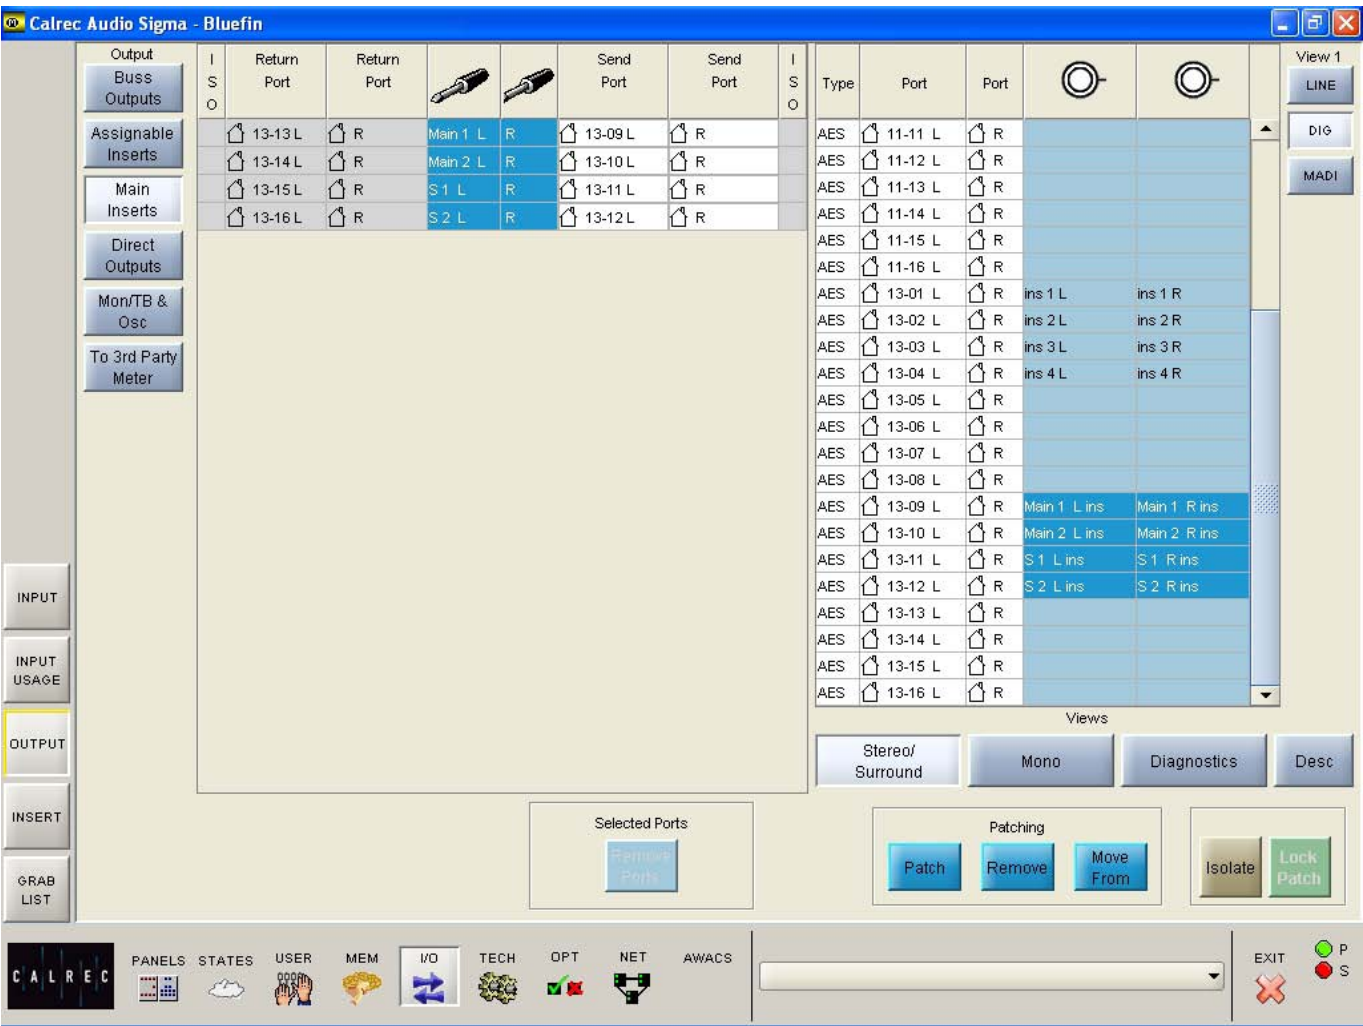 Calrec Audio Sigma - Bluefin
Output
Buss
Outputs
Assignable
Inserts
Main
Inserts
Direct
Outputs
Mon/TB &
Osc
To 3rd Party
Meter
INPUT
INPUT
USAGE
OUTPUT
INSERT
GRAB
LIST
I
S
O
Return
Port
Return
Port
Send
Port
Send
Port
I
S
O
13-13 L R Main 1 L R 13-09 L R
13-14 L R Main 2 L R 13-10 L R
13-15 L R S 1 L R 13-11 L R
13-16 L R S 2 L R 13-12 L R
Type Port Port
AES 11-11 L R
AES 11-12 L R
AES 11-13 L R
AES 11-14 L R
AES 11-15 L R
AES 11-16 L R
AES 13-01 L R ins 1 L ins 1 R
AES 13-02 L R ins 2 L ins 2 R
AES 13-03 L R ins 3 L ins 3 R
AES 13-04 L R ins 4 L ins 4 R
AES 13-05 L R
AES 13-06 L R
AES 13-07 L R
AES 13-08 L R
AES 13-09 L R Main 1 L ins Main 1 R ins
AES 13-10 L R Main 2 L ins Main 2 R ins
AES 13-11 L R S 1 L ins S 1 R ins
AES 13-12 L R S 2 L ins S 2 R ins
AES 13-13 L R
AES 13-14 L R
AES 13-15 L R
AES 13-16 L R
View 1
LINE
DIG
MADI
Views
Stereo/
Surround
Mono
Diagnostics
Desc
Selected Ports
Remove
Ports
Patching
Patch
Remove
Move
From
Isolate
Lock
Patch
CALREC
PANELS STATES USER MEM I/O TECH OPT NET AWACS
EXIT
P
S